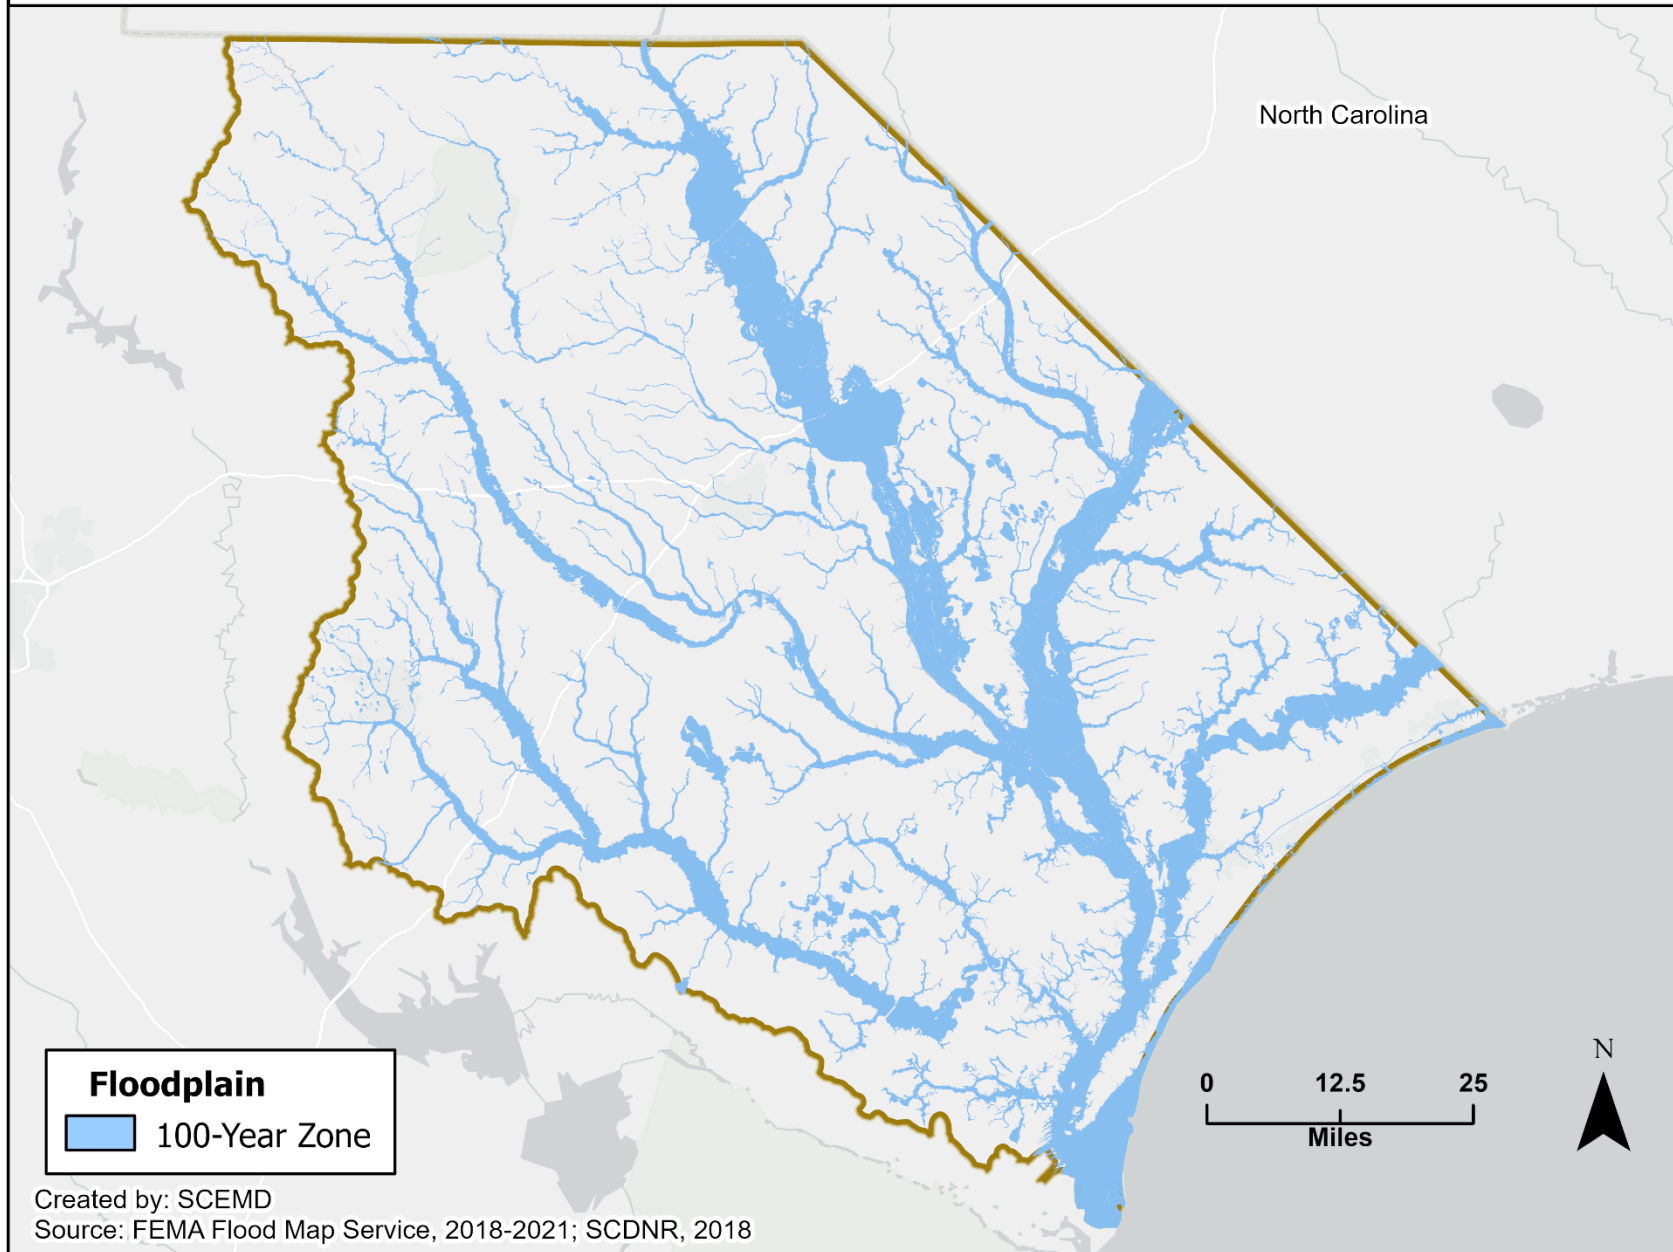 North Carolina
N
0 12.5 25
Miles
Floodplain
100-Year Zone
Created by: SCEMD
Source: FEMA Flood Map Service, 2018-2021; SCDNR, 2018